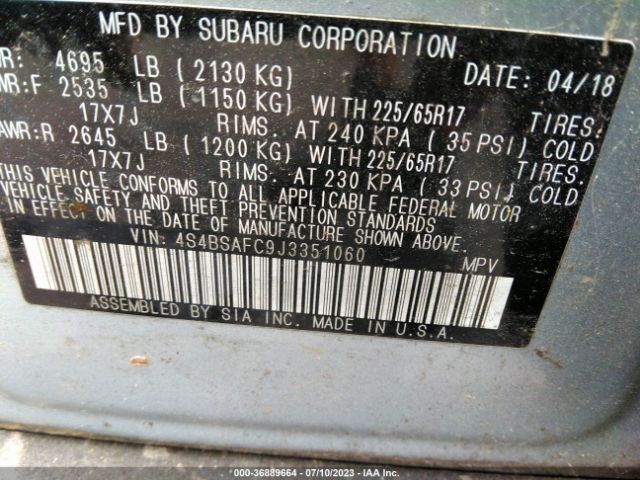 MFD BY SUBARU CORPORATION
WR: 4695 LB ( 2130 KG) DATE: 04/18
WR:F 2535 LB ( 1150 KG) WITH 225/65R17 TIRES.
17X7J RIMS. AT 240 KPA ( 35 PSI) COLD
AWR:R 2645 LB ( 1200 KG) WITH 225/65R17 TIRES.
17X7J RIMS. AT 230 KPA ( 33 PSI) COLD.
THIS VEHICLE CONFORMS TO ALL APPLICABLE FEDERAL MOTOR
VEHICLE SAFETY AND THEFT PREVENTION STANDARDS
IN EFFECT ON THE DATE OF MANUFACTURE SHOWN ABOVE.
VIN: 4S4BSAFC9J3351060 MPV
ASSEMBLED BY SIA INC. MADE IN U.S.A.
000-36889664 / 07/10/2023 - IAA Inc.